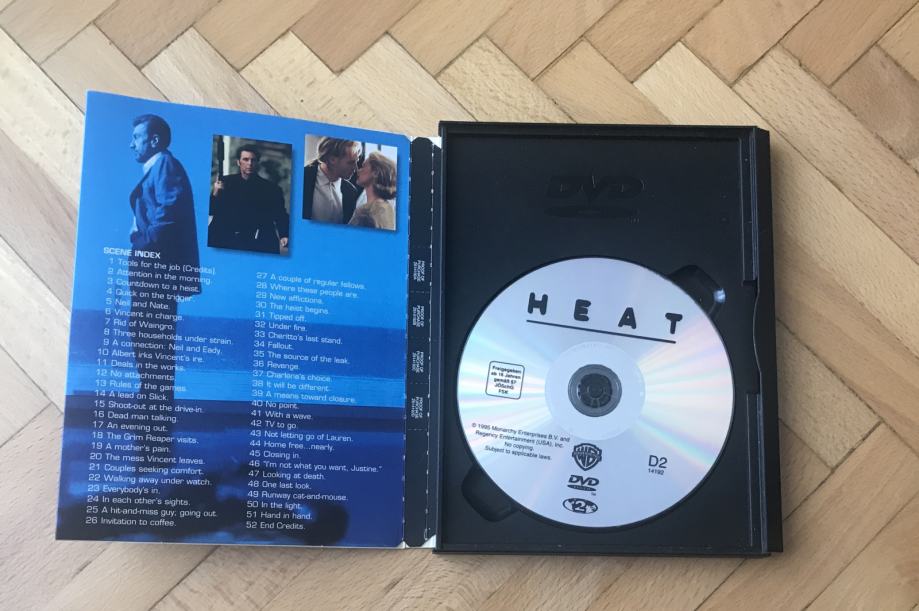 SCENE INDEX
1 Tools for the job (Credits).
2 Attention in the morning.
3 Countdown to a heist.
4 Quick on the trigger.
5 Neil and Nate.
6 Vincent in charge.
7 Rid of Waingro.
8 Three households under strain.
9 A connection: Neil and Eady.
10 Albert irks Vincent's ire.
11 Deals in the works.
12 No attachments.
13 Rules of the games.
14 A lead on Slick.
15 Shoot-out at the drive-in.
16 Dead man talking.
17 An evening out.
18 The Grim Reaper visits.
19 A mother's pain.
20 The mess Vincent leaves.
21 Couples seeking comfort.
22 Walking away under watch.
23 Everybody's in.
24 In each other's sights.
25 A hit-and-miss guy; going out.
26 Invitation to coffee.
27 A couple of regular fellows.
28 Where these people are.
29 New afflictions.
30 The heist begins.
31 Tipped off.
32 Under fire.
33 Cheritto's last stand.
34 Fallout.
35 The source of the leak.
36 Revenge.
37 Charlene's choice.
38 It will be different.
39 A means toward closure.
40 No point.
41 With a wave.
42 TV to go.
43 Not letting go of Lauren.
44 Home free...nearly.
45 Closing in.
46 "I'm not what you want, Justine."
47 Looking at death.
48 One last look.
49 Runway cat-and-mouse.
50 In the light.
51 Hand in hand.
52 End Credits.
DVD
HEAT
Freigegeben
ab 16 Jahren
gemäß §7
JÖSchG
FSK
© 1995 Monarchy Enterprises B.V. and
Regency Entertainment (USA), Inc.
No copying.
Subject to applicable laws.
WB
DVD
TM
2
D2
14192